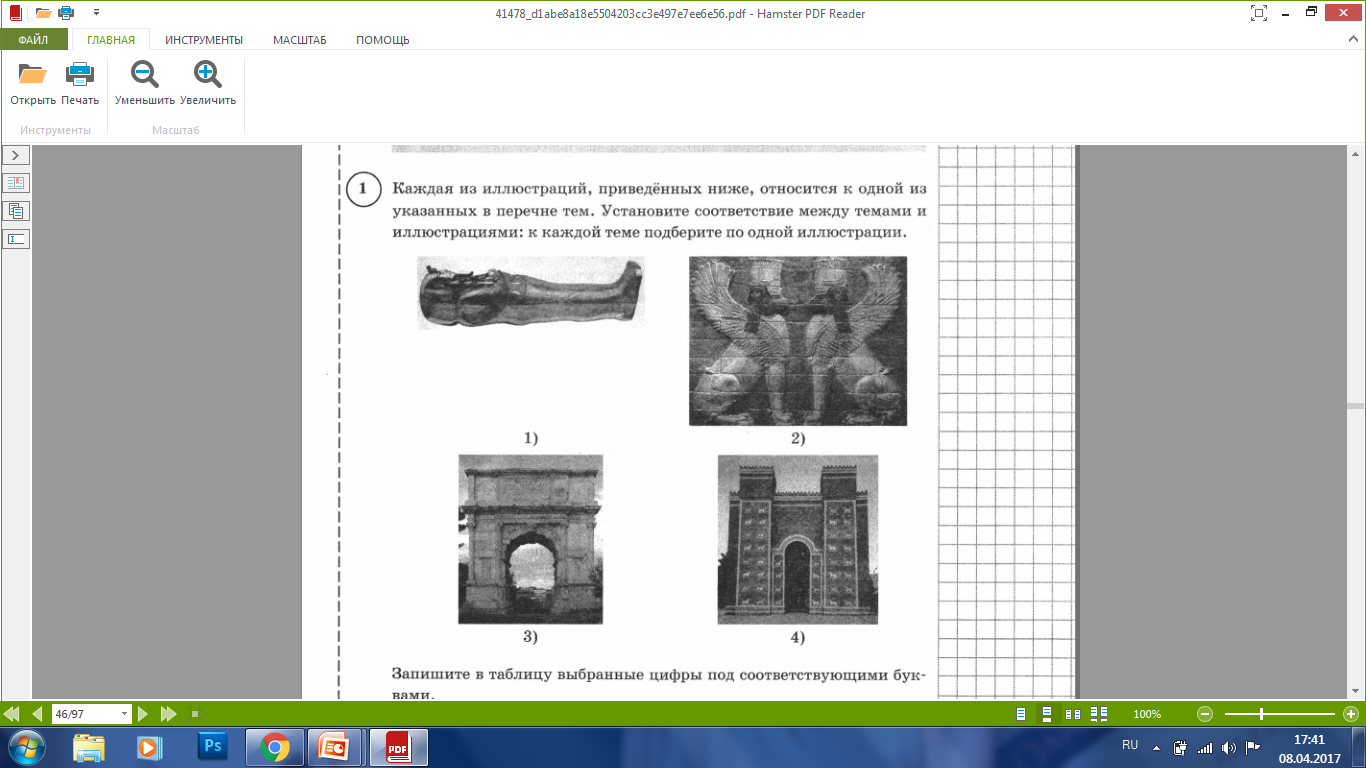 41478_d1abe8a18e5504203cc3e497e7ee6e56.pdf - Hamster PDF Reader
ФАЙЛ ГЛАВНАЯ ИНСТРУМЕНТЫ МАСШТАБ ПОМОЩЬ
Открыть Печать Уменьшить Увеличить
Инструменты Масштаб
1 Каждая из иллюстраций, приведённых ниже, относится к одной из
указанных в перечне тем. Установите соответствие между темами и
иллюстрациями: к каждой теме подберите по одной иллюстрации.
1) 2)
3) 4)
Запишите в таблицу выбранные цифры под соответствующими бук-
вами.
46/97 100%
Ps PDF RU 17:41
08.04.2017